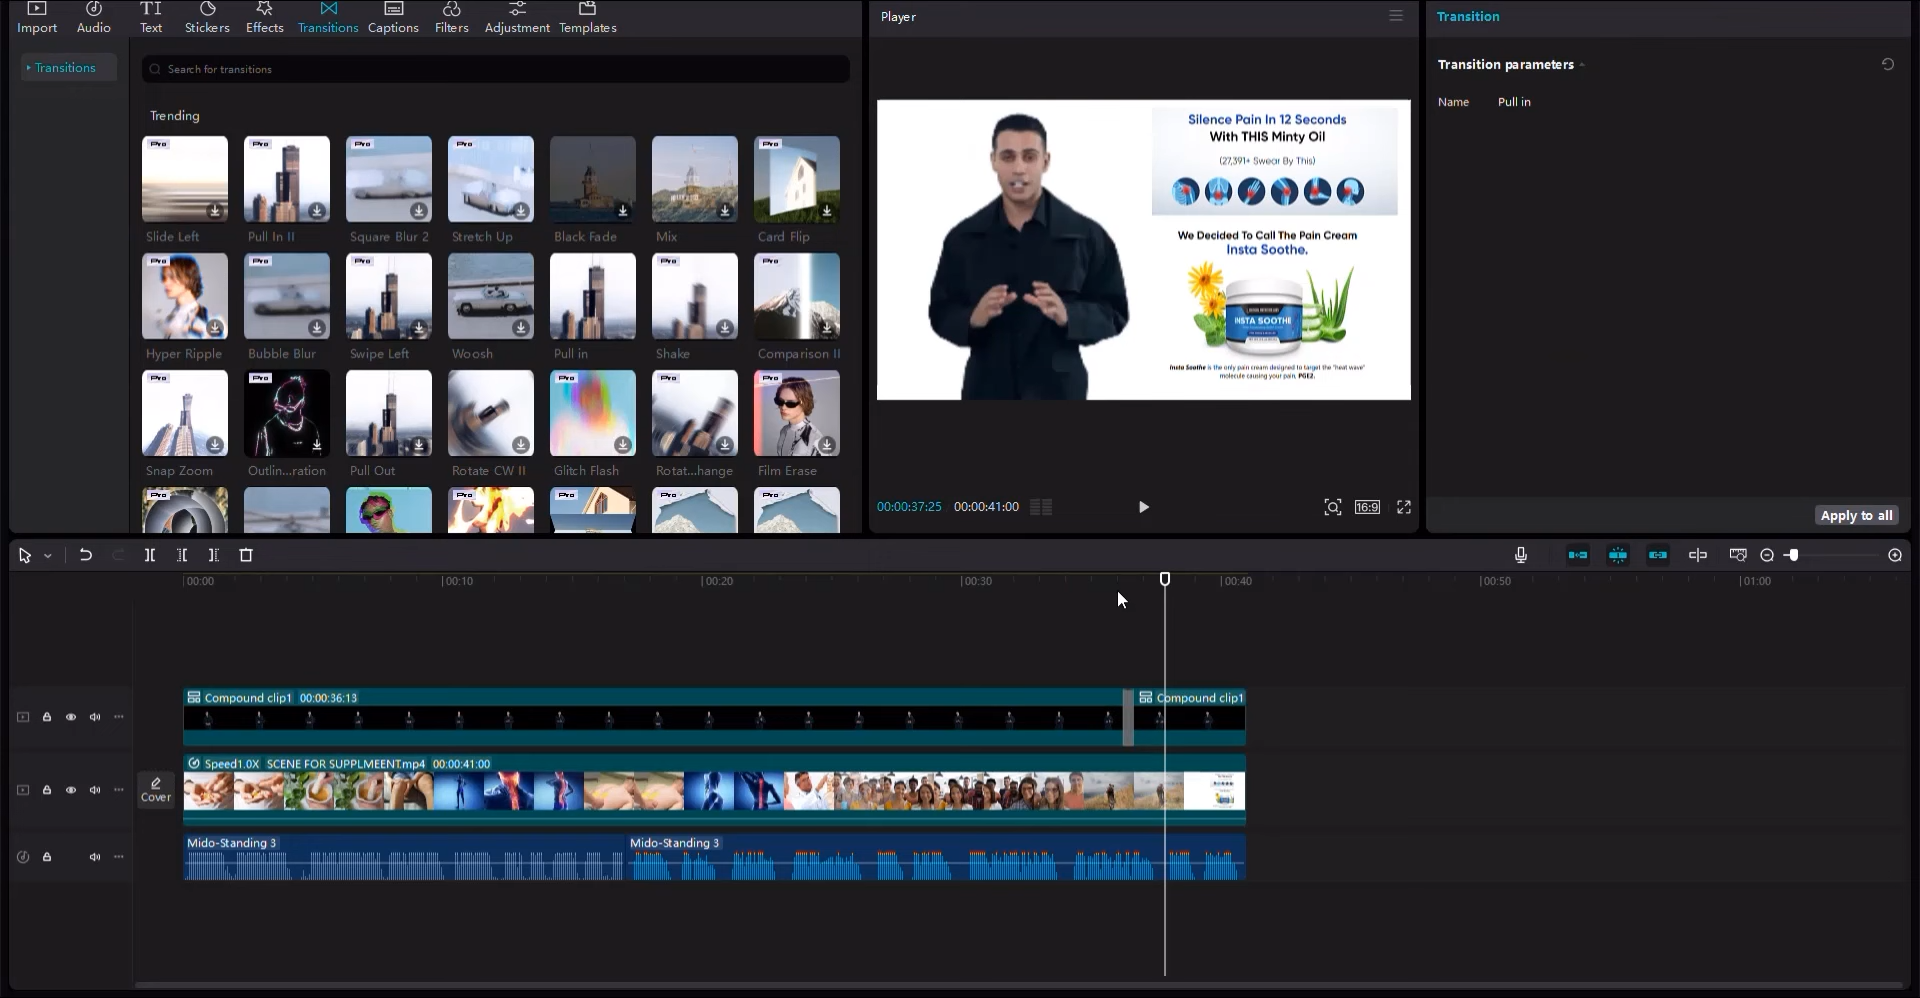 Import
Audio
Text
Stickers
Effects
Transitions
Captions
Filters
Adjustment
Templates
Transitions
Search for transitions
Trending
Pro
Pro
Pro
Pro
Pro
Slide Left
Pull In II
Square Blur 2
Stretch Up
Black Fade
Mix
Card Flip
Pro
Pro
Pro
Pro
Pro
Hyper Ripple
Bubble Blur
Swipe Left
Woosh
Pull in
Shake
Comparison II
Pro
Pro
Pro
Pro
Pro
Snap Zoom
Outlin...ration
Pull Out
Rotate CW II
Glitch Flash
Rotat...hange
Film Erase
Pro
Pro
Pro
Pro
Pro
Player
Silence Pain In 12 Seconds
With THIS Minty Oil
(27,391+ Swear By This)
We Decided To Call The Pain Cream
Insta Soothe.
INSTA SOOTHE
Insta Soothe is the only pain cream designed to target the "heat wave"
molecule causing your pain, PGE2.
00:00:37:25
00:00:41:00
16:9
Transition
Transition parameters
Name
Pull in
Apply to all
00:00
00:10
00:20
00:30
00:40
00:50
01:00
Compound clip1 00:00:36:13
Compound clip1
Cover
Speed1.0X SCENE FOR SUPPLMEENT.mp4 00:00:41:00
Mido-Standing 3
Mido-Standing 3